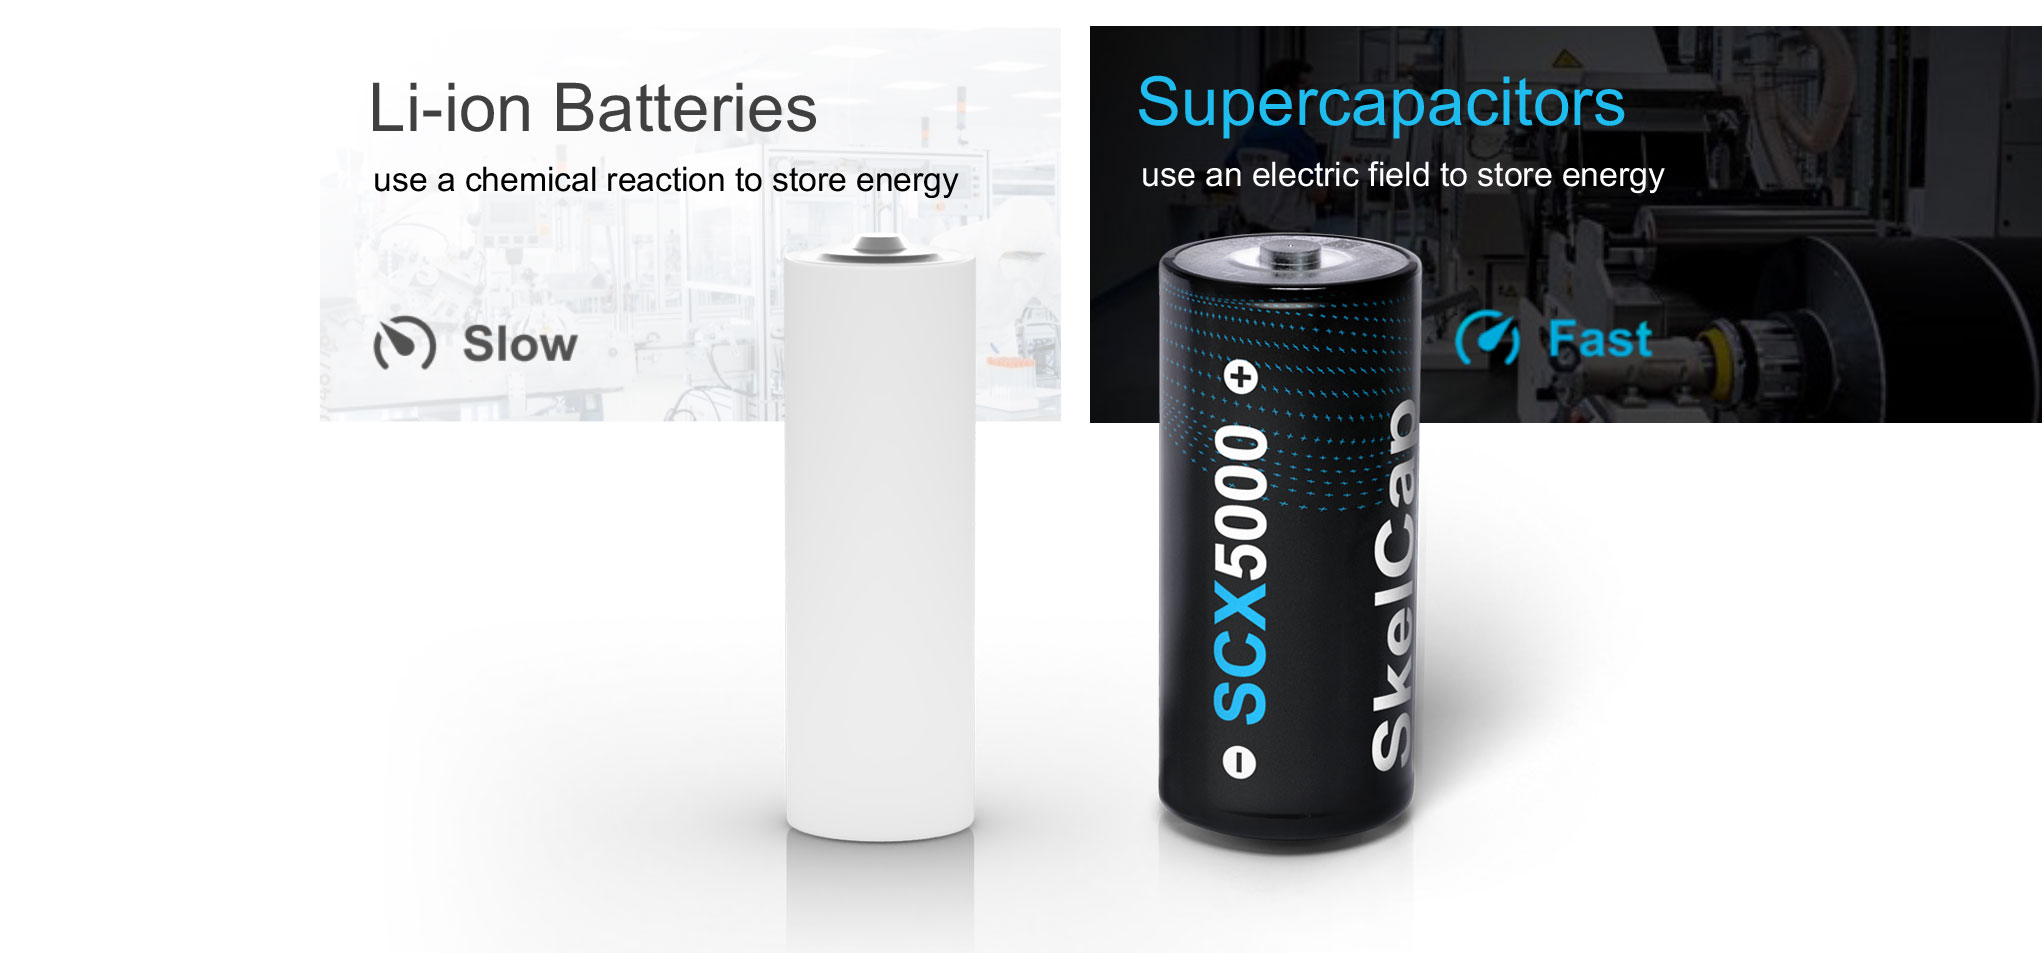 Li-ion Batteries
use a chemical reaction to store energy
Slow
Supercapacitors
use an electric field to store energy
Fast
SCX5000
SkelCap